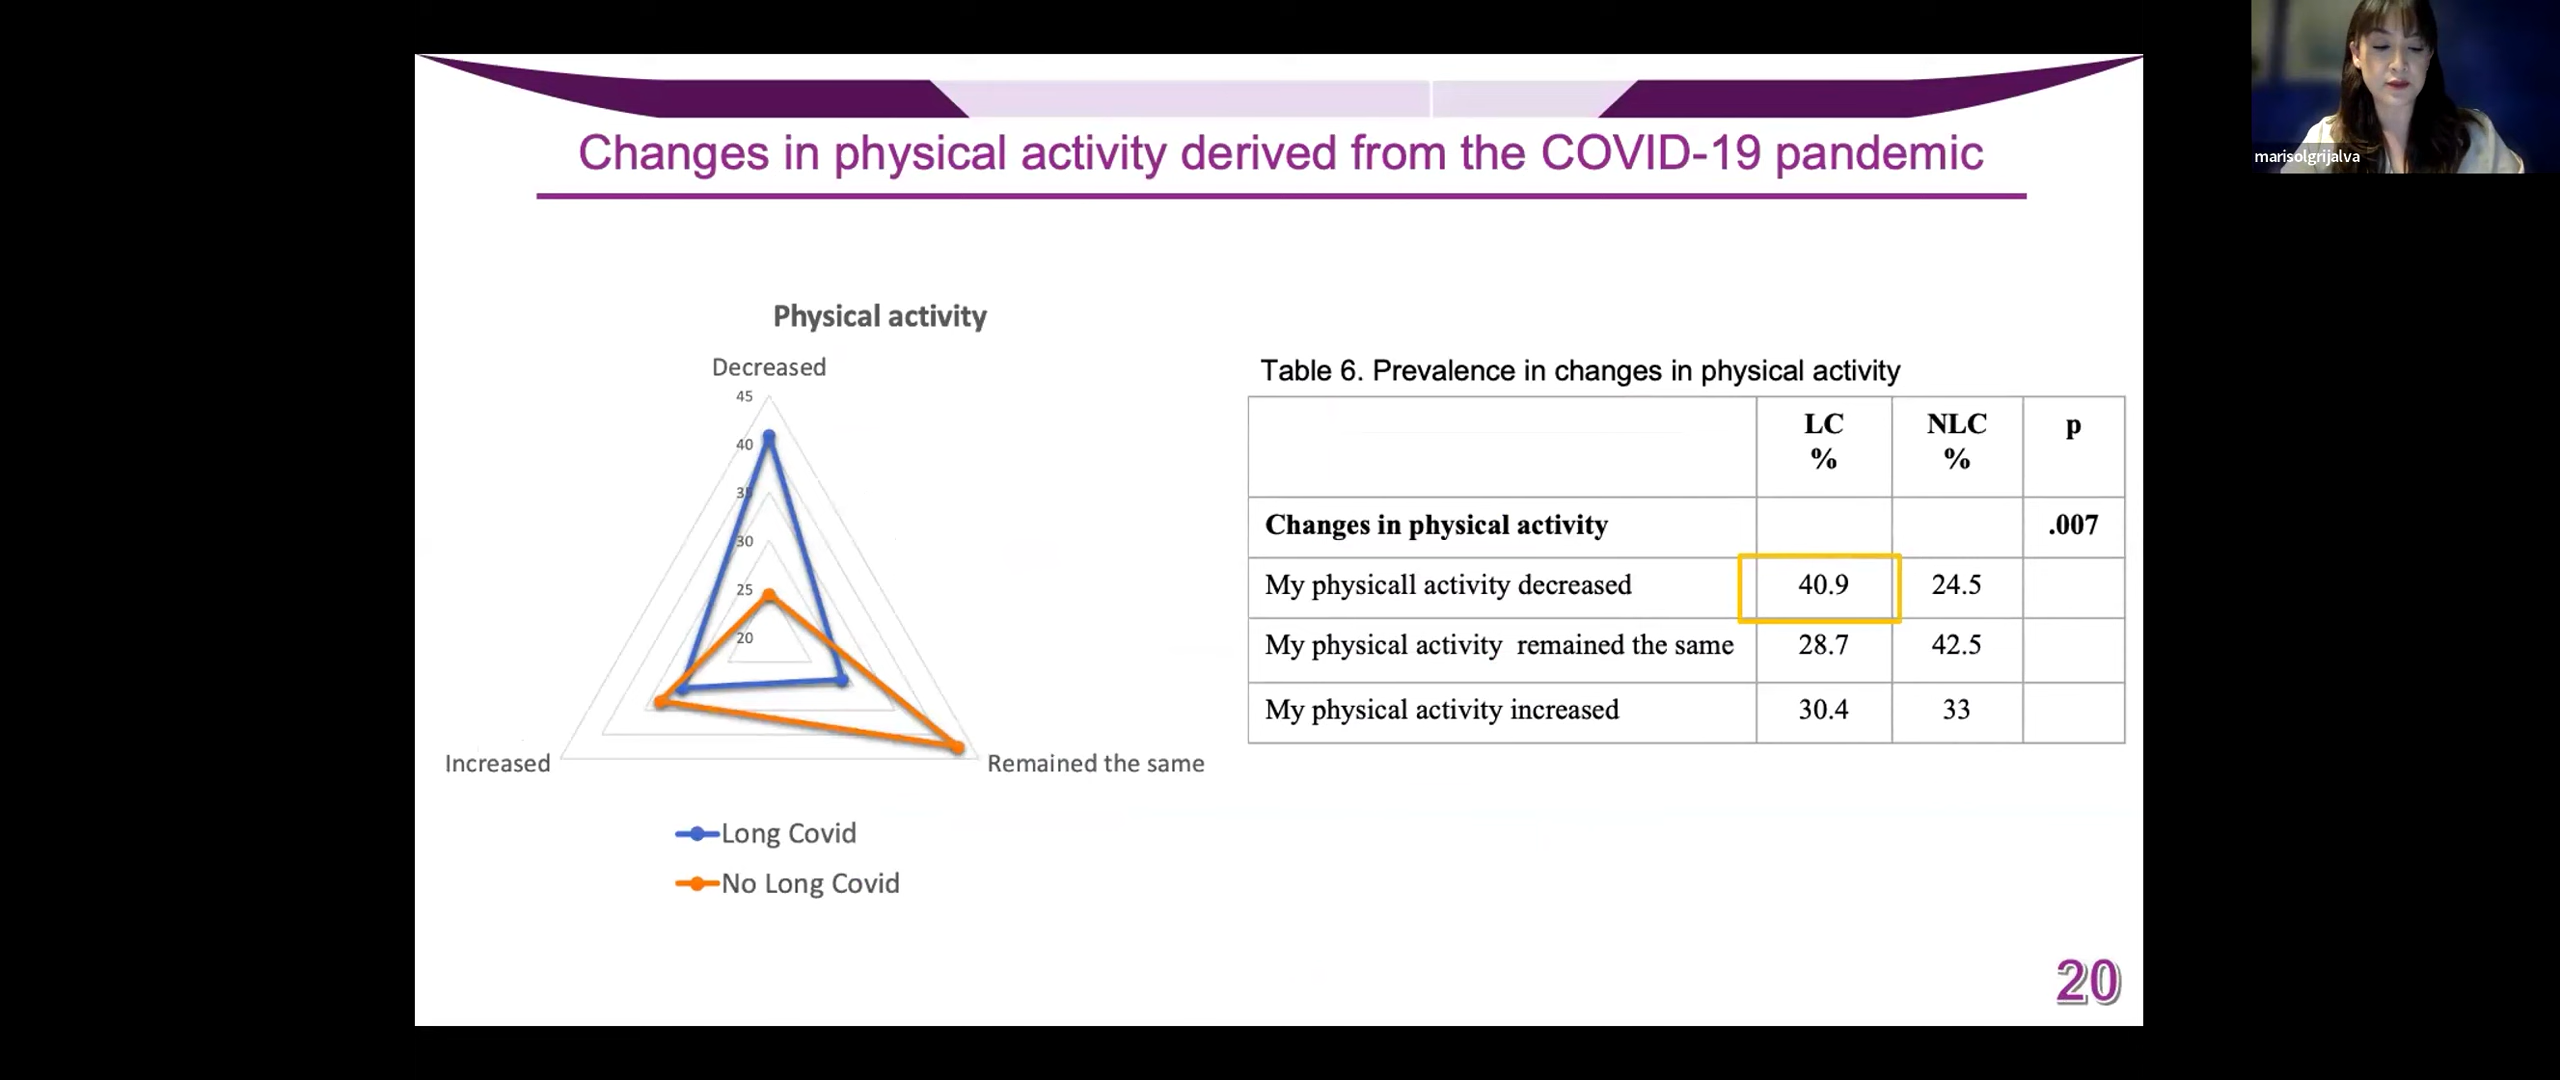 marisolgrijalva
Changes in physical activity derived from the COVID-19 pandemic
Physical activity
Decreased
45
40
35
30
25
20
Increased
Remained the same
Long Covid
No Long Covid
Table 6. Prevalence in changes in physical activity
LC % NLC % p
Changes in physical activity .007
My physicall activity decreased 40.9 24.5
My physical activity remained the same 28.7 42.5
My physical activity increased 30.4 33
20